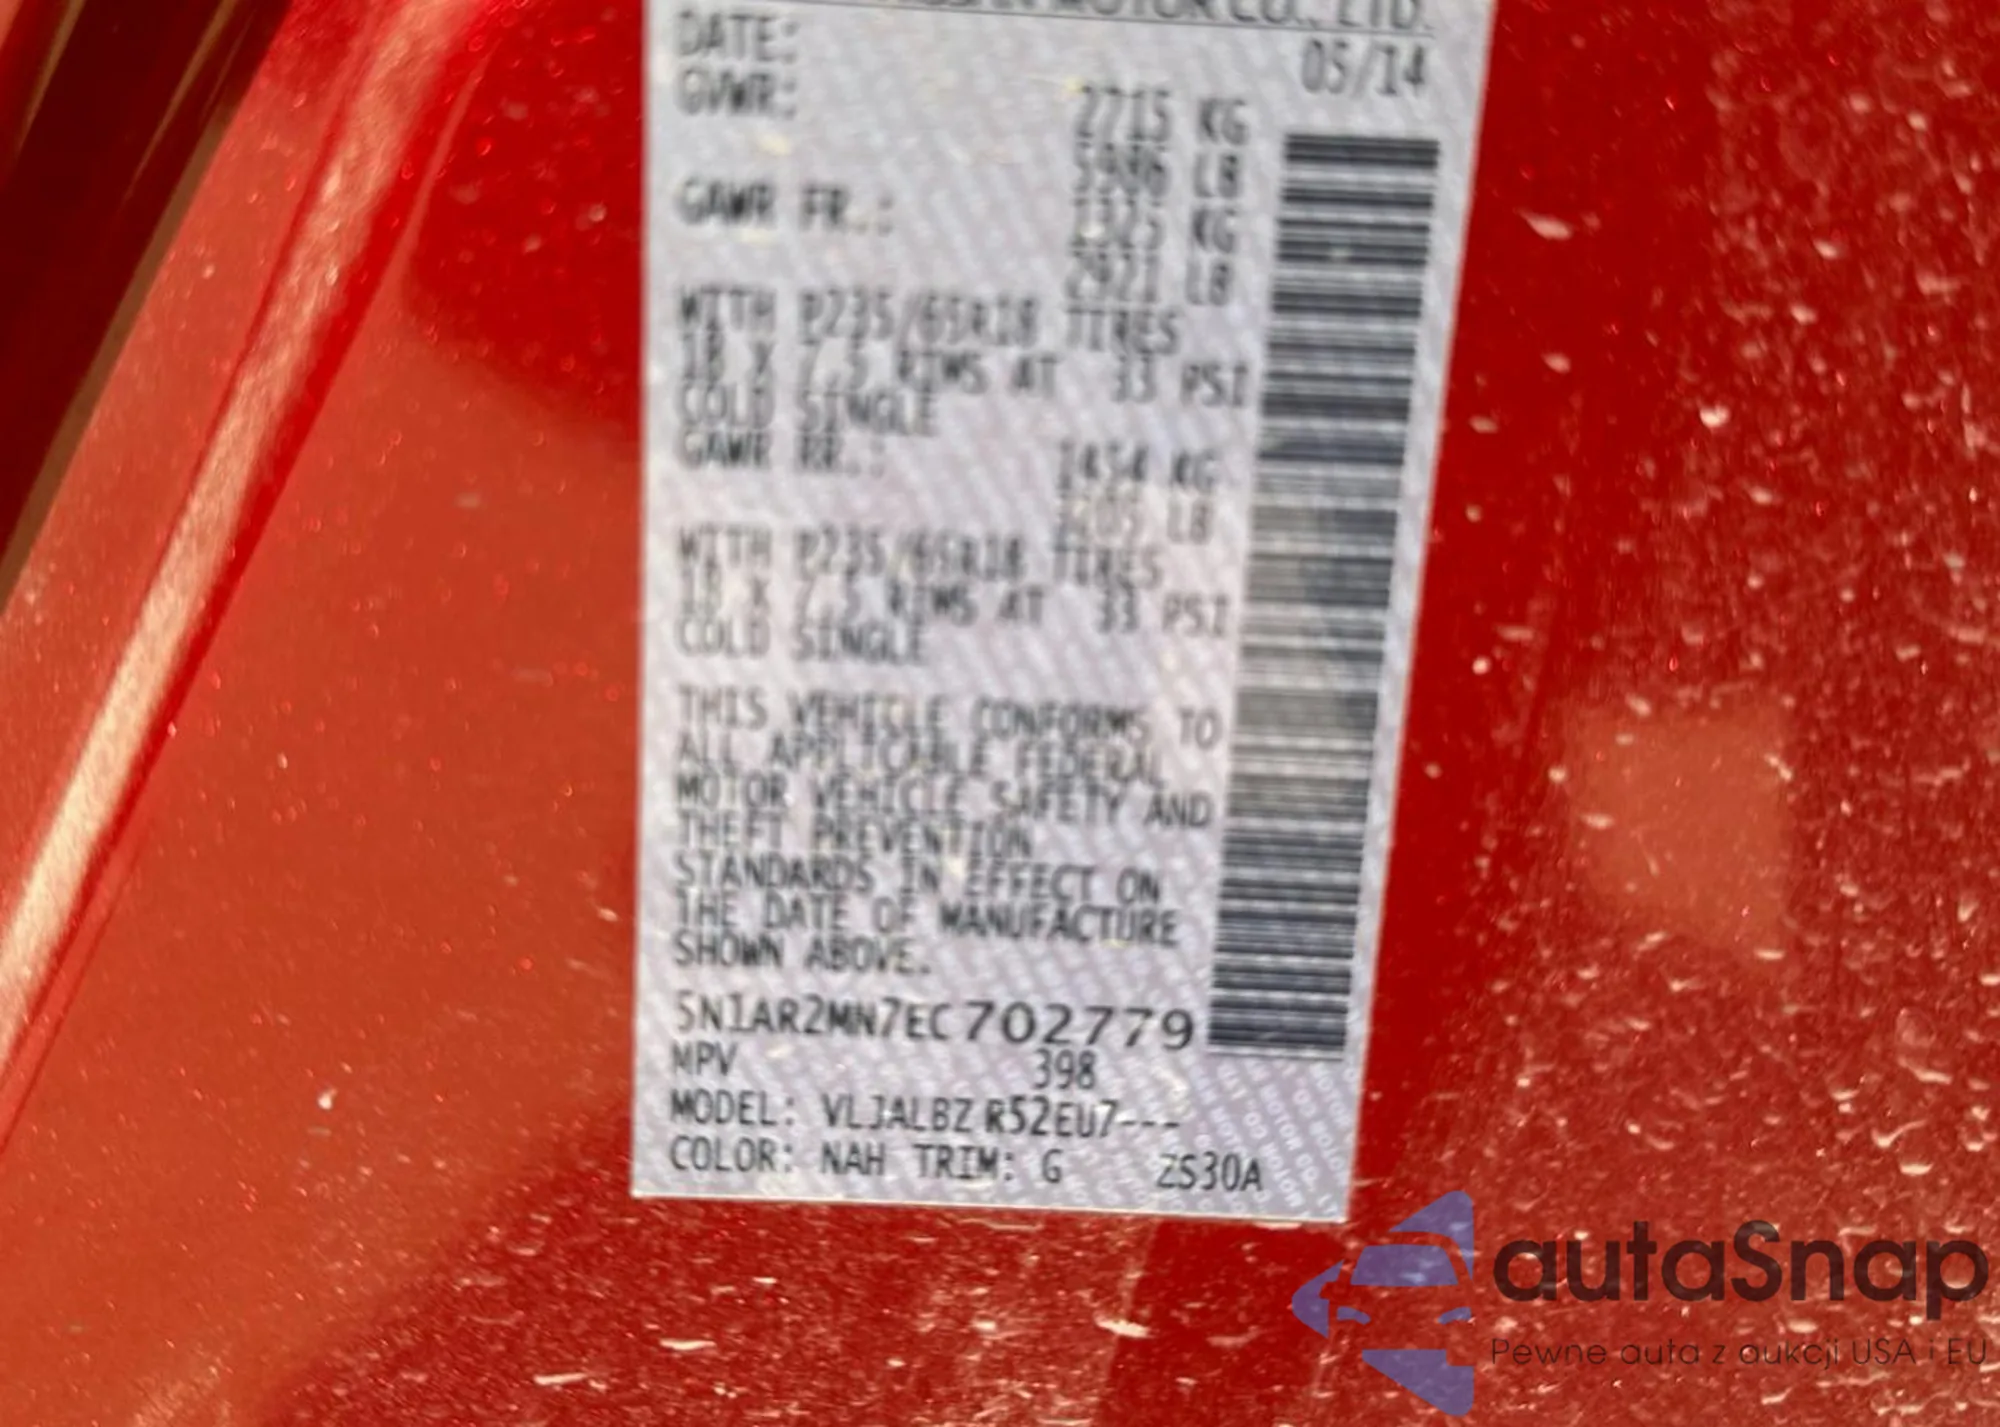 MOTOR CO., LTD.
DATE: 05/14
GVWR: 2715 KG
5986 LB
GAWR FR.: 1325 KG
2921 LB
WITH P235/65R18 TIRES
18 X 7.5 RIMS AT 33 PSI
COLD SINGLE
GAWR RR.: 1454 KG
LB
WITH P235/65R18 TIRES
18 X 7.5 RIMS AT 33 PSI
COLD SINGLE
THIS VEHICLE CONFORMS TO
ALL APPLICABLE FEDERAL
MOTOR VEHICLE SAFETY AND
THEFT PREVENTION
STANDARDS IN EFFECT ON
THE DATE OF MANUFACTURE
SHOWN ABOVE.
5N1AR2MN7EC702779
MPV 398
MODEL: VLJALBZ R52EU7---
COLOR: NAH TRIM: G ZS30A
autaSnap
Pewne auta z aukcji USA i EU